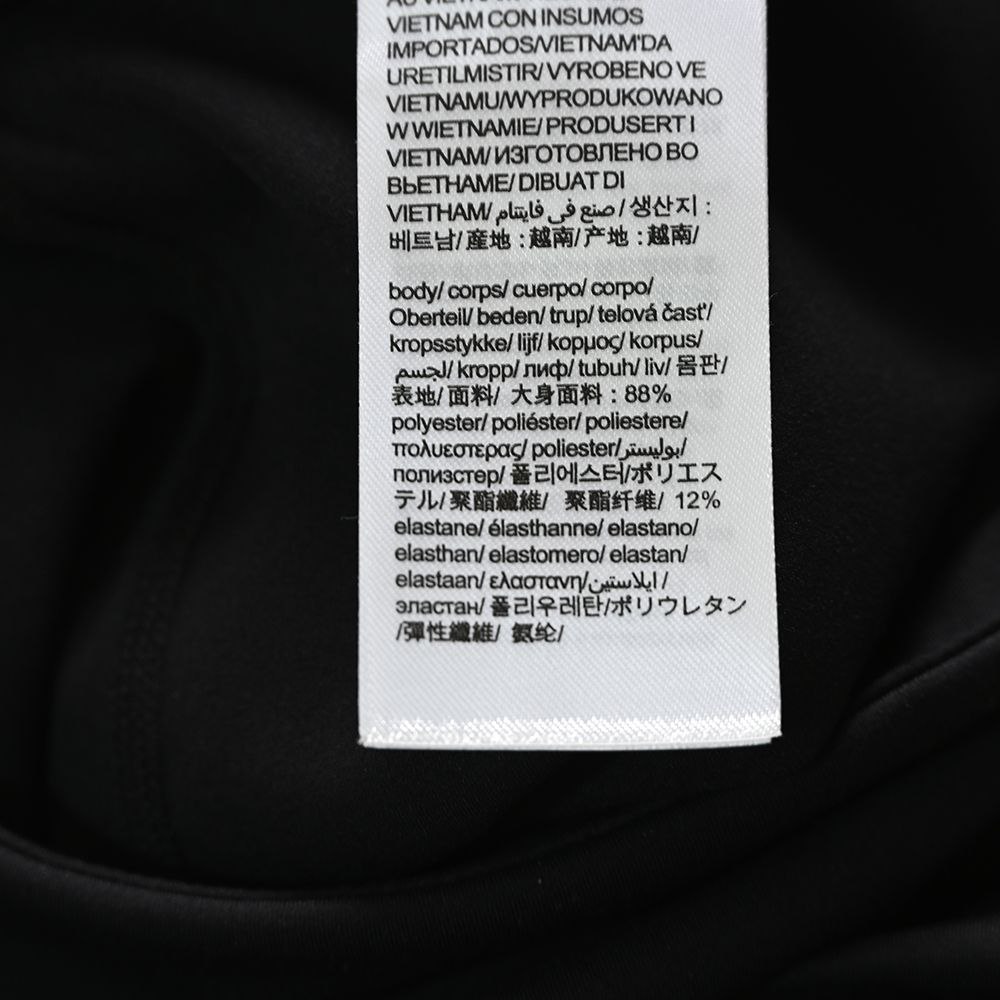 VIETNAM CON INSUMOS
IMPORTADOS/VIETNAM'DA
URETILMISTIR/ VYROBENO VE
VIETNAMU/WYPRODUKOWANO
W WIETNAMIE/ PRODUSERT I
VIETNAM/ ИЗГОТОВЛЕНО ВО
ВЬЕТНАМЕ/ DIBUAT DI
VIETHAM/ صنع في فايتنام / 생산지 :
베트남/ 産地 : 越南/ 产地 : 越南/
body/ corps/ cuerpo/ corpo/
Oberteil/ beden/ trup/ telová časť/
kropsstykke/ lijf/ κορμος/ korpus/
لجسم/ kropp/ лиф/ tubuh/ liv/ 몸판/
表地/ 面料/ 大身面料 : 88%
polyester/ poliéster/ poliestere/
πολυεστερας/ poliester/بوليستر/
полиэстер/ 폴리에스터/ポリエス
テル/ 聚酯纖維/ 聚酯纤维/ 12%
elastane/ élasthanne/ elastano/
elasthan/ elastomero/ elastan/
elastaan/ ελαστανη/ايلاستين /
эластан/ 폴리우레탄/ポリウレタン
/彈性纖維/ 氨纶/